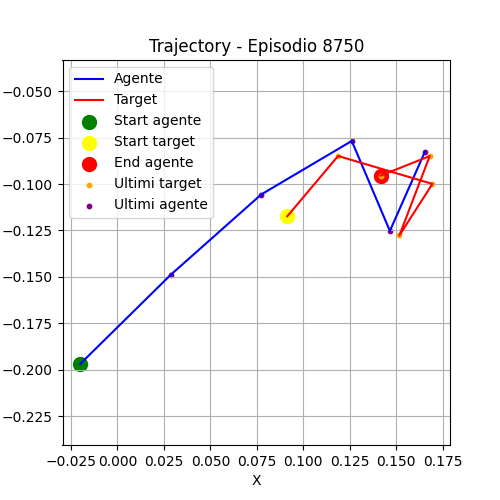 Trajectory - Episodio 8750
Agente
Target
Start agente
Start target
End agente
Ultimi target
Ultimi agente
−0.050
−0.075
−0.100
−0.125
−0.150
−0.175
−0.200
−0.225
−0.025 0.000 0.025 0.050 0.075 0.100 0.125 0.150 0.175
X